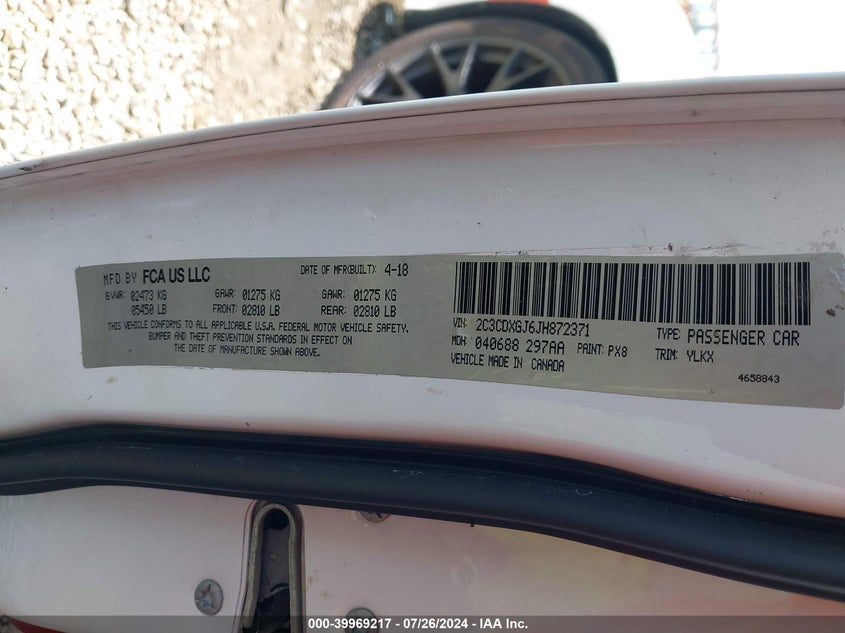 MFD BY FCA US LLC
DATE OF MFR(BUILT): 4-18
GVWR: 02473 KG GAWR: 01275 KG GAWR: 01275 KG
05450 LB FRONT: 02810 LB REAR: 02810 LB
THIS VEHICLE CONFORMS TO ALL APPLICABLE U.S.A. FEDERAL MOTOR VEHICLE SAFETY,
BUMPER AND THEFT PREVENTION STANDARDS IN EFFECT ON
THE DATE OF MANUFACTURE SHOWN ABOVE.
VIN: 2C3CDXGJ6JH872371 TYPE: PASSENGER CAR
MDH: 040688 297AA PAINT: PX8 TRIM: YLKX
VEHICLE MADE IN CANADA
4658843
000-39969217 - 07/26/2024 - IAA Inc.